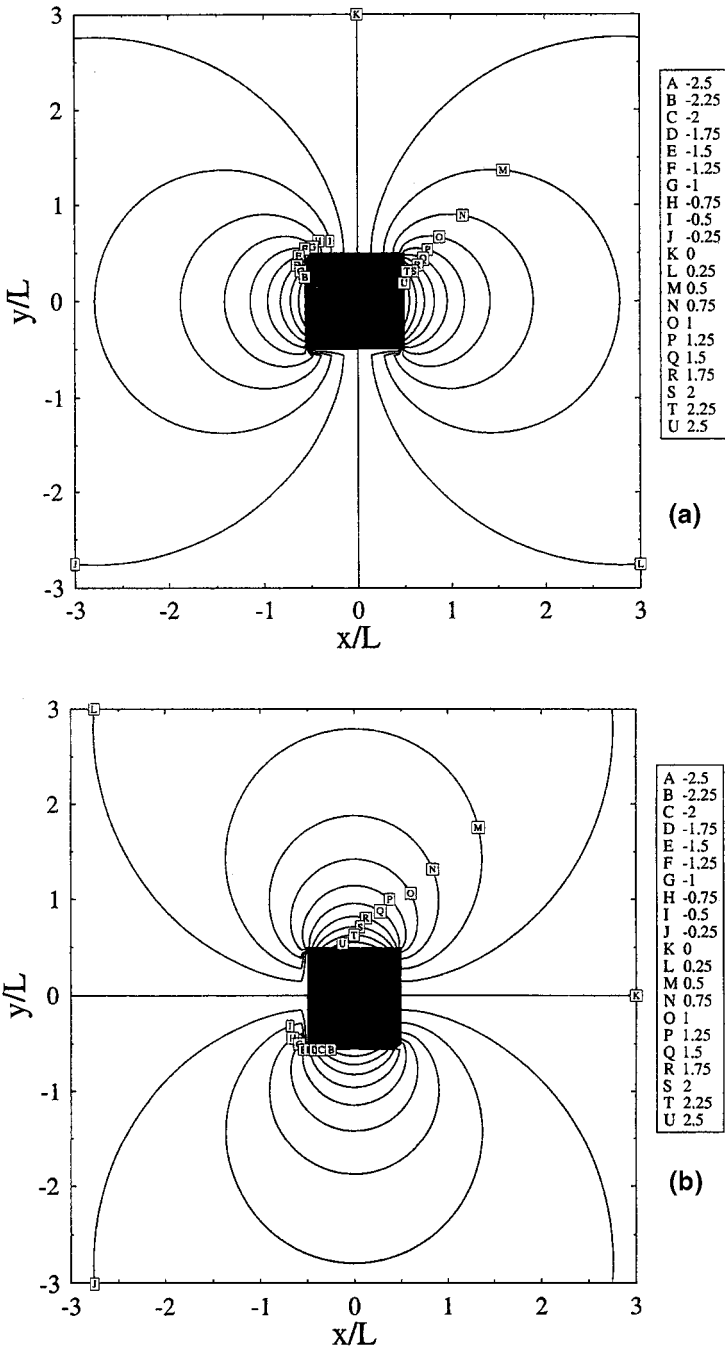 3
2
1
0
-1
-2
-3
y/L
-3
-2
-1
0
1
2
3
x/L
K
M
N
O
P
Q
R
S
T
U
H
J
F
G
E
B
J
L
A -2.5
B -2.25
C -2
D -1.75
E -1.5
F -1.25
G -1
H -0.75
I -0.5
J -0.25
K 0
L 0.25
M 0.5
N 0.75
O 1
P 1.25
Q 1.5
R 1.75
S 2
T 2.25
U 2.5
(a)
3
2
1
0
-1
-2
-3
y/L
-3
-2
-1
0
1
2
3
x/L
L
M
N
O
P
Q
R
S
T
U
K
C
B
J
A -2.5
B -2.25
C -2
D -1.75
E -1.5
F -1.25
G -1
H -0.75
I -0.5
J -0.25
K 0
L 0.25
M 0.5
N 0.75
O 1
P 1.25
Q 1.5
R 1.75
S 2
T 2.25
U 2.5
(b)